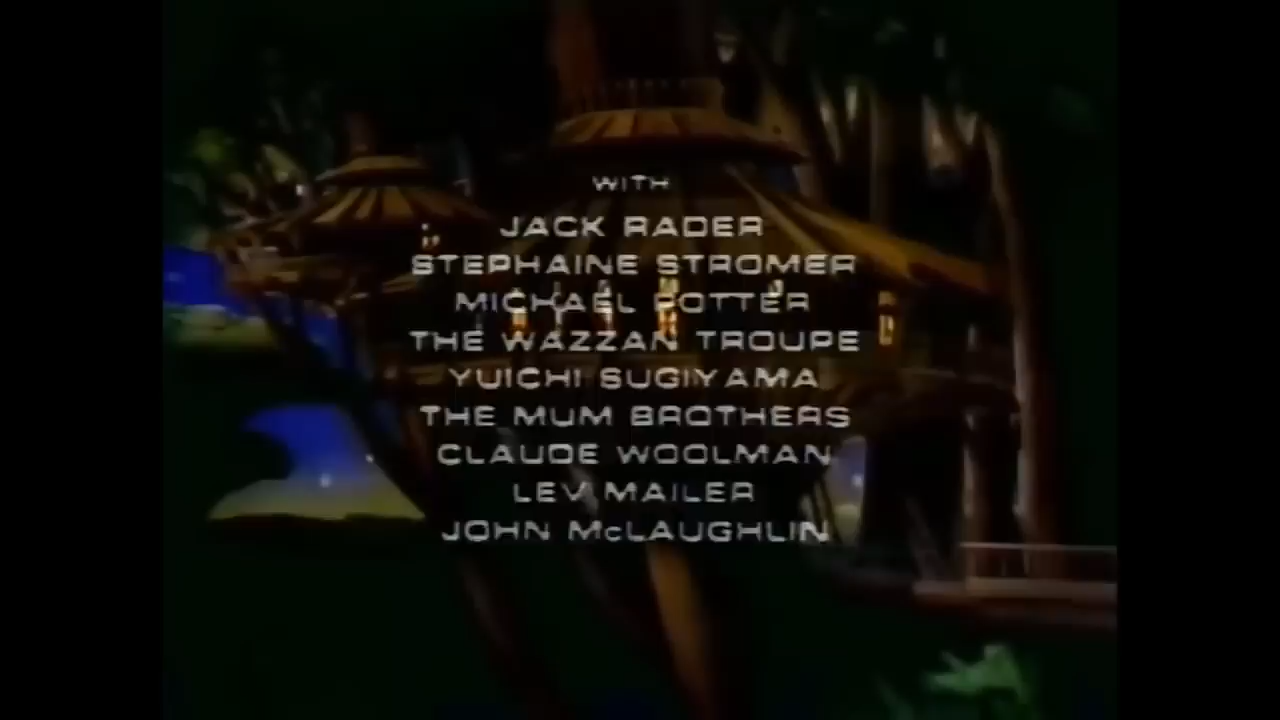 WITH
JACK RADER
STEPHAINE STROMER
MICHAEL POTTER
THE WAZZAN TROUPE
YUICHI SUGIYAMA
THE MUM BROTHERS
CLAUDE WOOLMAN
LEV MAILER
JOHN McLAUGHLIN